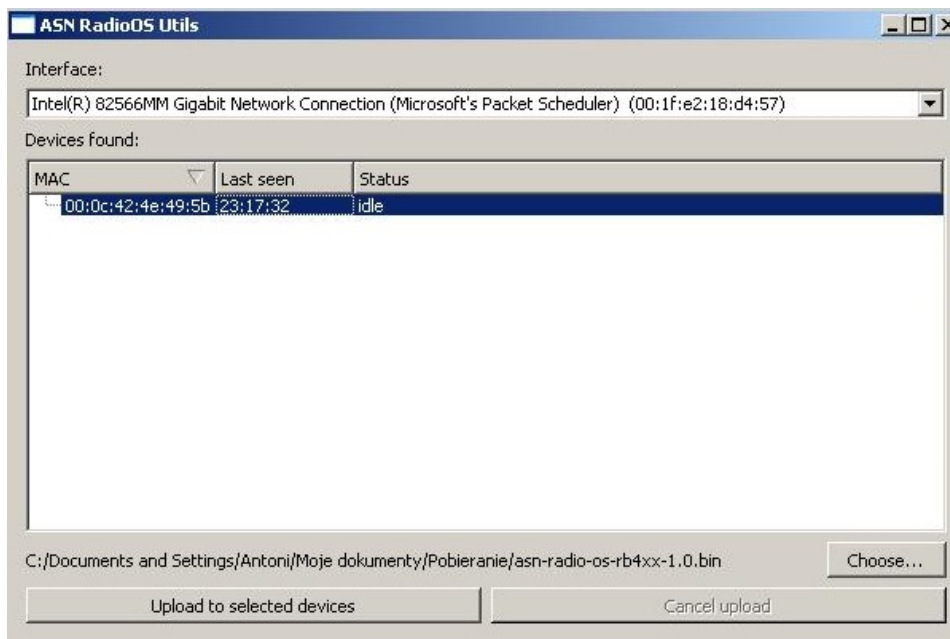 ASN RadioOS Utils
Interface:
Intel(R) 82566MM Gigabit Network Connection (Microsoft's Packet Scheduler) (00:1f:e2:18:d4:57)
Devices found:
MAC Last seen Status
00:0c:42:4e:49:5b 23:17:32 idle
C:/Documents and Settings/Antoni/Moje dokumenty/Pobieranie/asn-radio-os-rb4xx-1.0.bin Choose...
Upload to selected devices Cancel upload